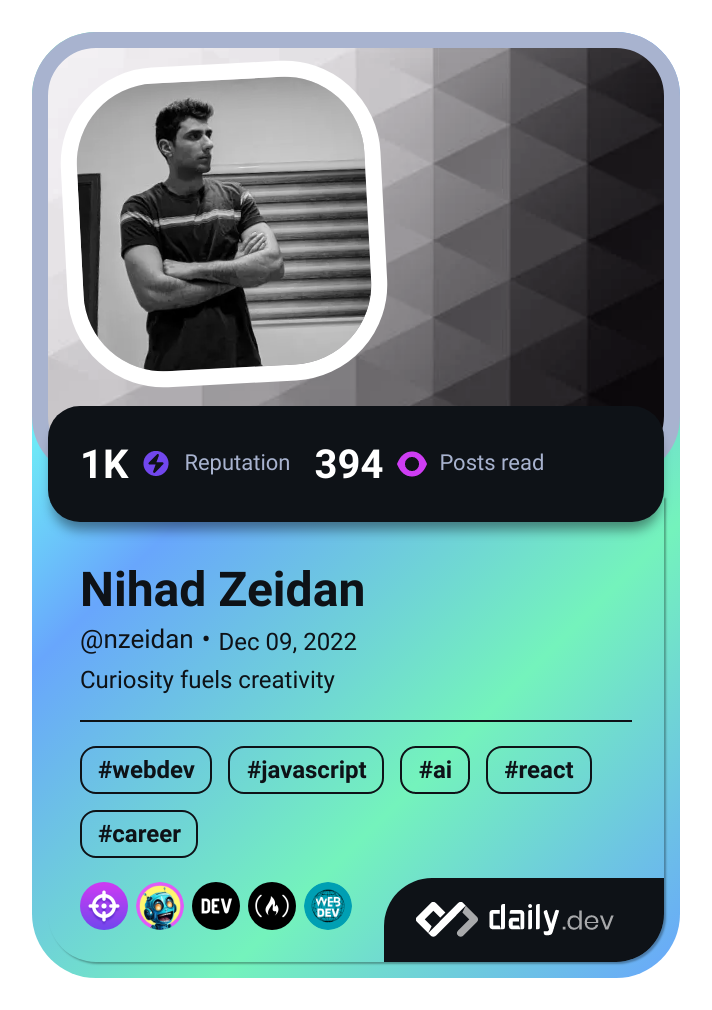 1K Reputation 394 Posts read
Nihad Zeidan
@nzeidan • Dec 09, 2022
Curiosity fuels creativity
#webdev #javascript #ai #react
#career
DEV WEB DEV daily.dev